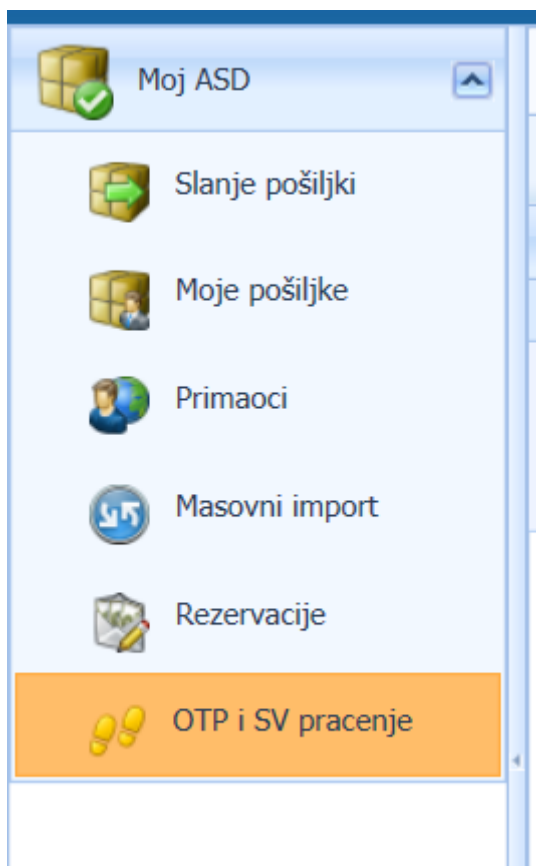 Moj ASD
Slanje pošiljki
Moje pošiljke
Primaoci
Masovni import
Rezervacije
OTP i SV pracenje